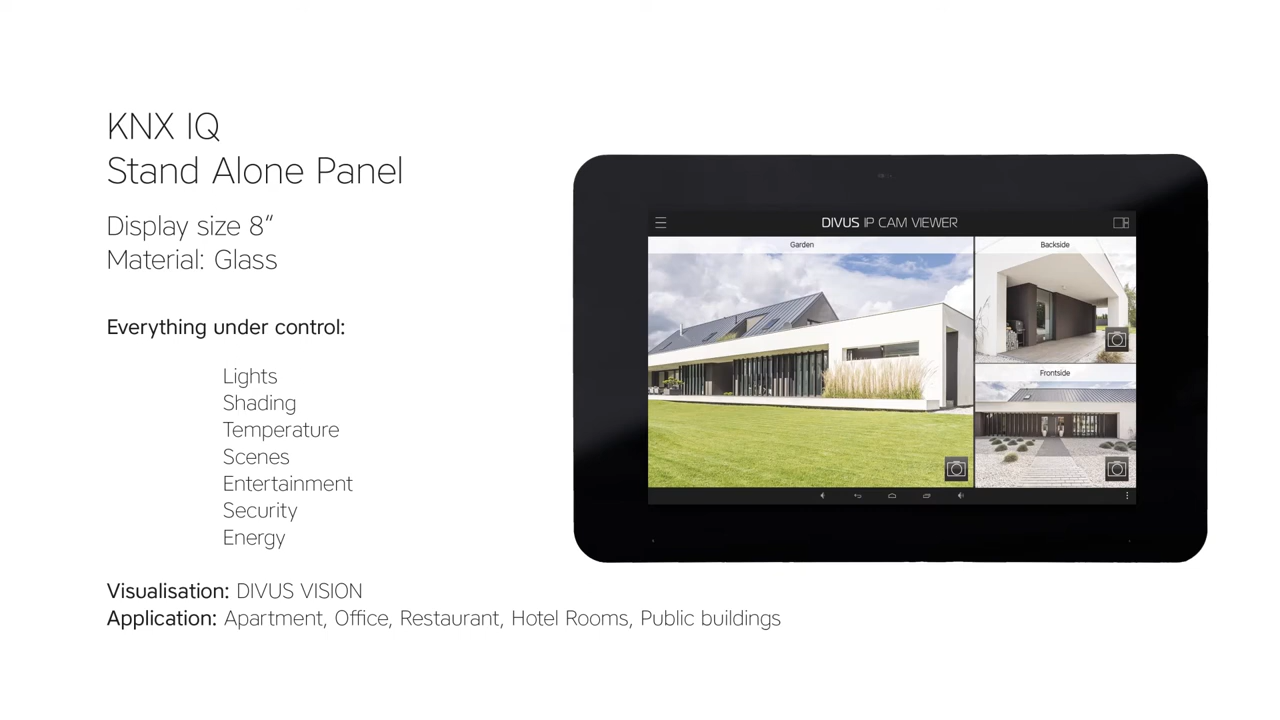 KNX IQ
Stand Alone Panel
Display size 8“
Material: Glass
Everything under control:
Lights
Shading
Temperature
Scenes
Entertainment
Security
Energy
Visualisation: DIVUS VISION
Application: Apartment, Office, Restaurant, Hotel Rooms, Public buildings
DIVUS IP CAM VIEWER
Garden
Backside
Frontside